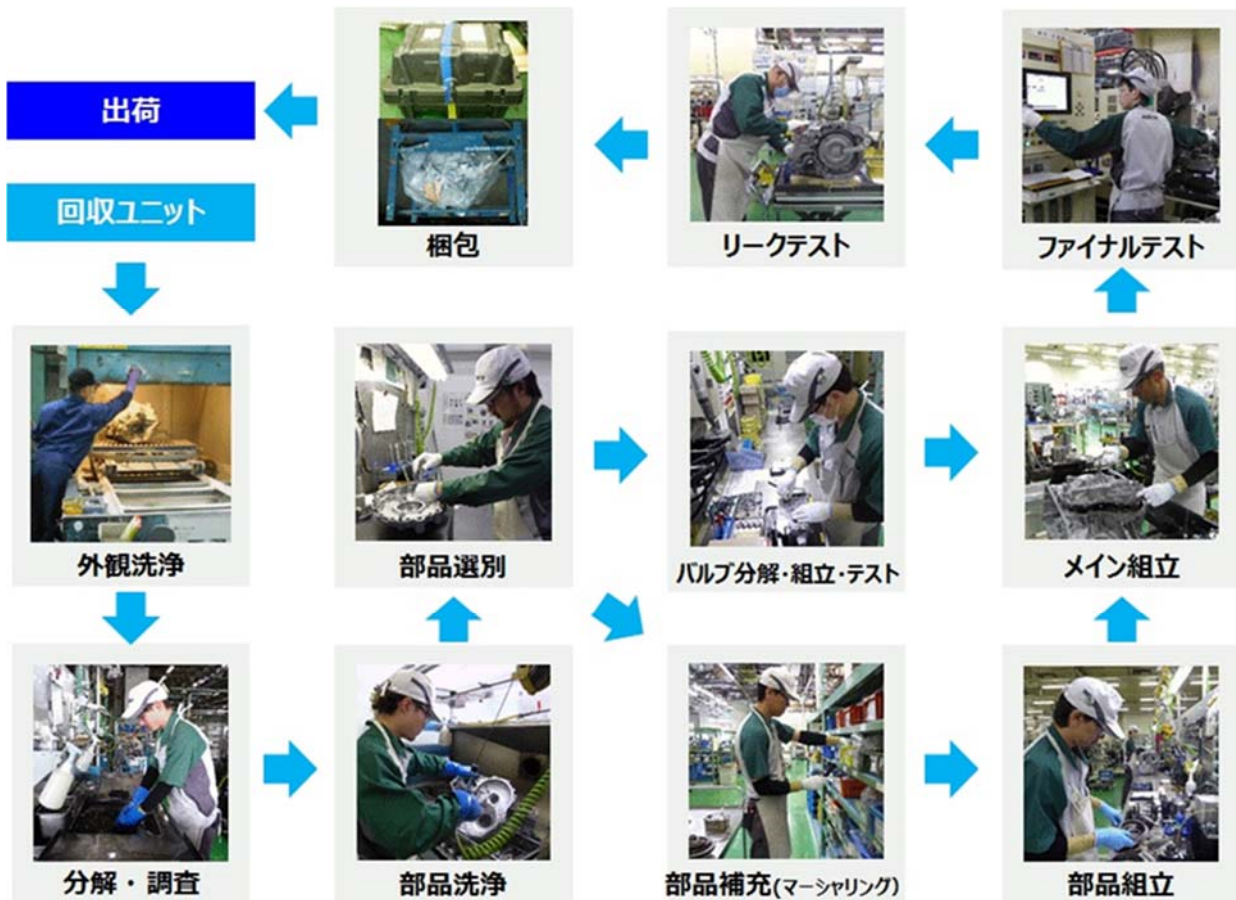 出荷
回収ユニット
梱包
リークテスト
ファイナルテスト
外観洗浄
部品選別
バルブ分解・組立・テスト
メイン組立
分解・調査
部品洗浄
部品補充(マーシャリング)
部品組立